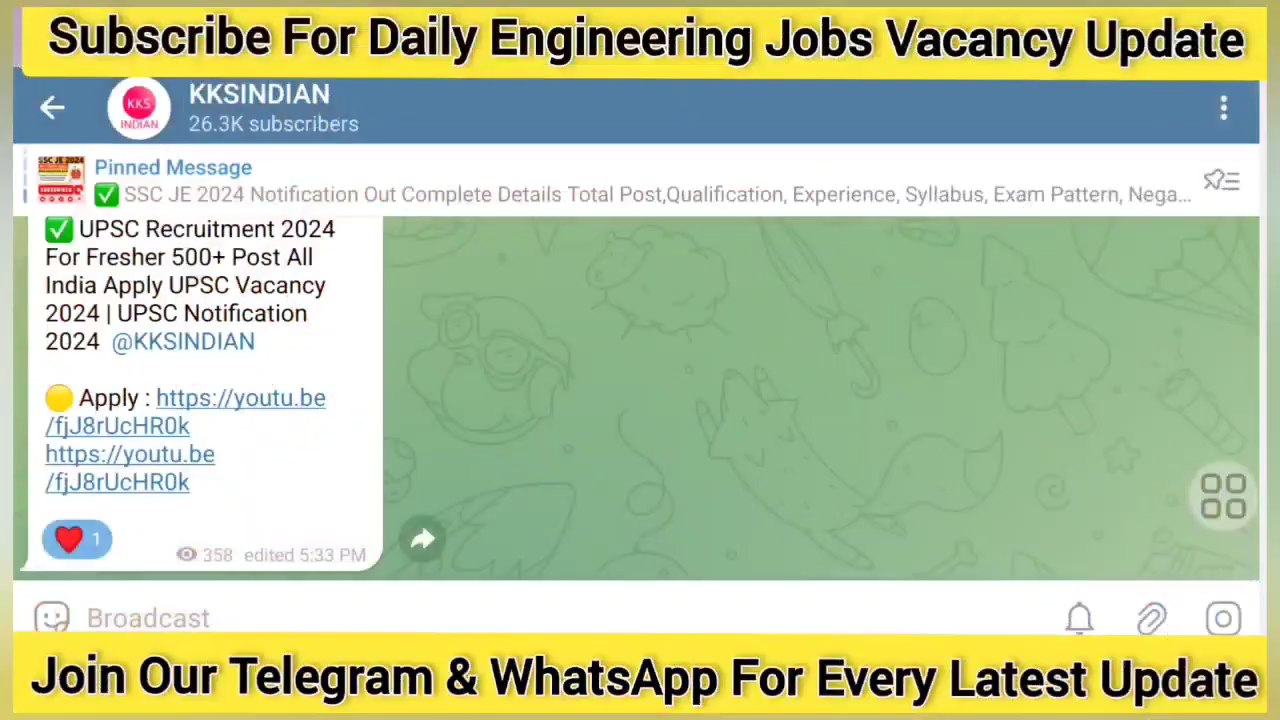 Subscribe For Daily Engineering Jobs Vacancy Update
KKS
INDIAN
KKSINDIAN
26.3K subscribers
SSC JE 2024
Pinned Message
✅ SSC JE 2024 Notification Out Complete Details Total Post,Qualification, Experience, Syllabus, Exam Pattern, Nega...
✅ UPSC Recruitment 2024
For Fresher 500+ Post All
India Apply UPSC Vacancy
2024 | UPSC Notification
2024 @KKSINDIAN
🟡 Apply : https://youtu.be
/fjJ8rUcHR0k
https://youtu.be
/fjJ8rUcHR0k
❤️ 1
358 edited 5:33 PM
Broadcast
Join Our Telegram & WhatsApp For Every Latest Update